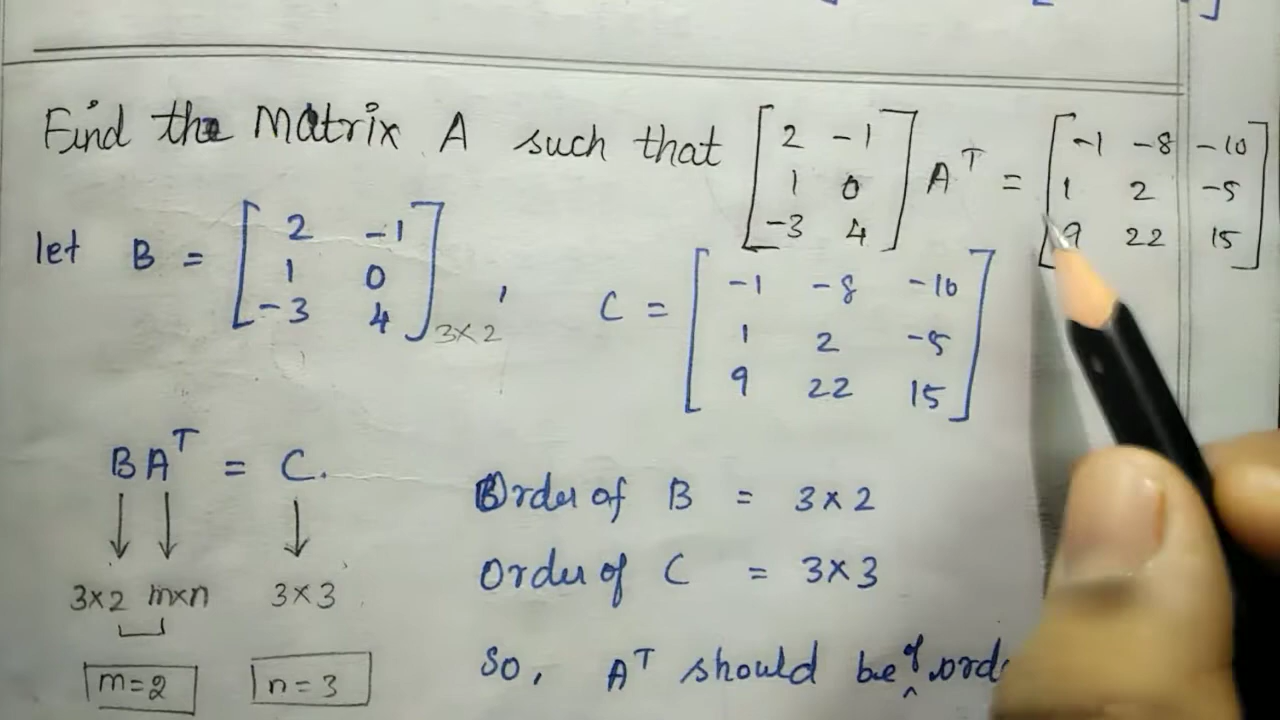 Find the Matrix A such that [2 -1
1 0
-3 4] A^T = [-1 -8 -10
1 2 -5
9 22 15]
let B = [2 -1
1 0
-3 4]3×2 , C = [-1 -8 -10
1 2 -5
9 22 15]
BA^T = C.
3×2 m×n 3×3
m=2 n=3
Order of B = 3×2
Order of C = 3×3
So, A^T should be of